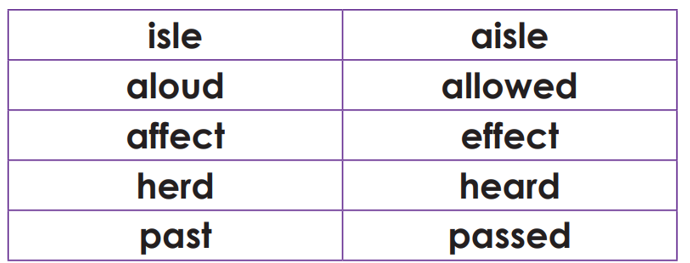 isle aisle
aloud allowed
affect effect
herd heard
past passed